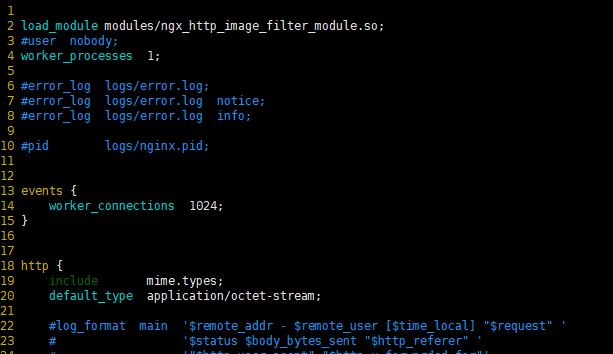 1
2 load_module modules/ngx_http_image_filter_module.so;
3 #user  nobody;
4 worker_processes  1;
5
6 #error_log  logs/error.log;
7 #error_log  logs/error.log  notice;
8 #error_log  logs/error.log  info;
9
10 #pid        logs/nginx.pid;
11
12
13 events {
14     worker_connections  1024;
15 }
16
17
18 http {
19     include       mime.types;
20     default_type  application/octet-stream;
21
22     #log_format  main  '$remote_addr - $remote_user [$time_local] "$request" '
23     #                  '$status $body_bytes_sent "$http_referer" '
24     #                  '"$http_user_agent" "$http_x_forwarded_for"'